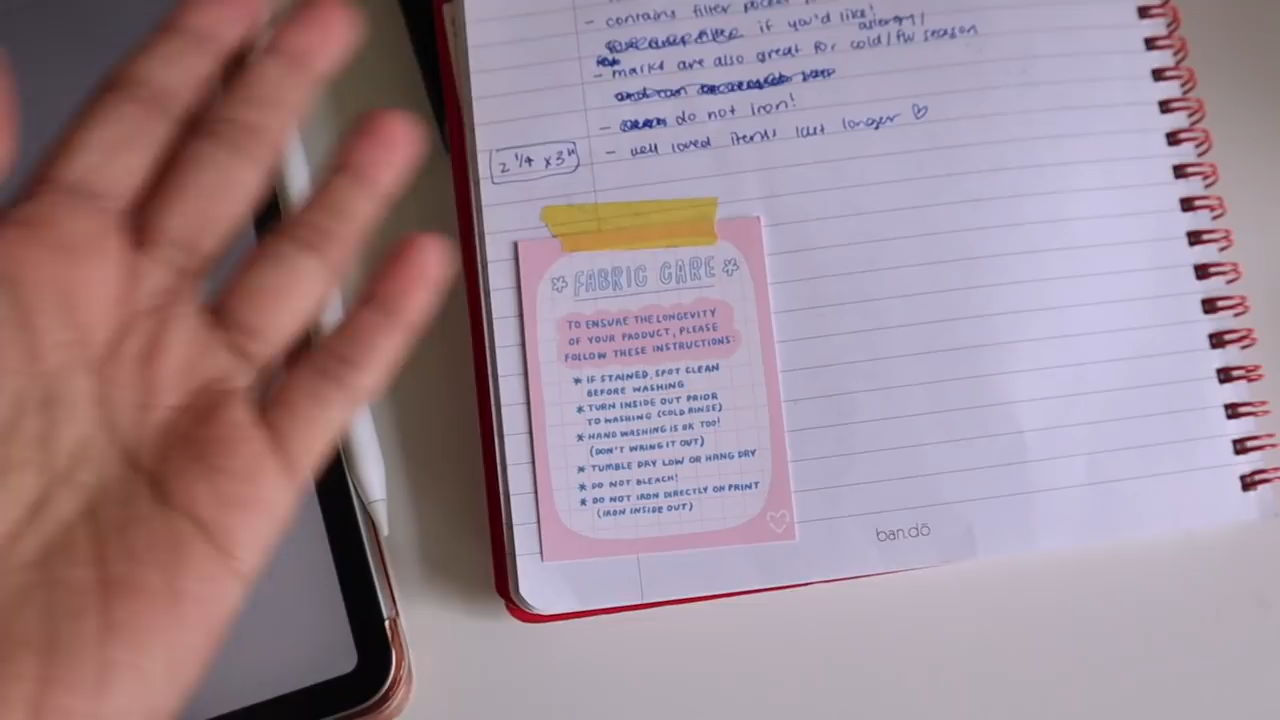 - contains filter pocket
if you'd like!
allergy/
- masks are also great for cold/flu season
- do not iron!
- well loved items last longer ♡
2 1/4 x 3"
* FABRIC CARE *
TO ENSURE THE LONGEVITY
OF YOUR PRODUCT, PLEASE
FOLLOW THESE INSTRUCTIONS:
* IF STAINED, SPOT CLEAN
BEFORE WASHING
* TURN INSIDE OUT PRIOR
TO WASHING (COLD RINSE)
* HAND WASHING IS OK TOO!
(DON'T WRING IT OUT)
* TUMBLE DRY LOW OR HANG DRY
* DO NOT BLEACH!
* DO NOT IRON DIRECTLY ON PRINT
(IRON INSIDE OUT)
ban.dō